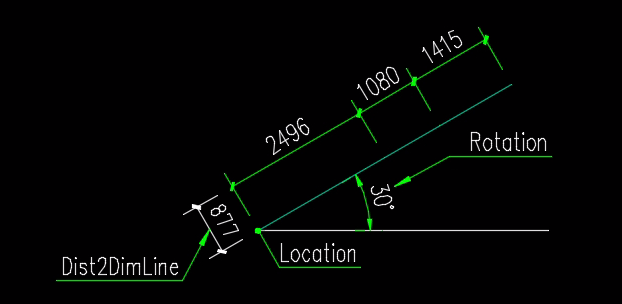 1415
1080
2496
Rotation
30°
877
Location
Dist2DimLine